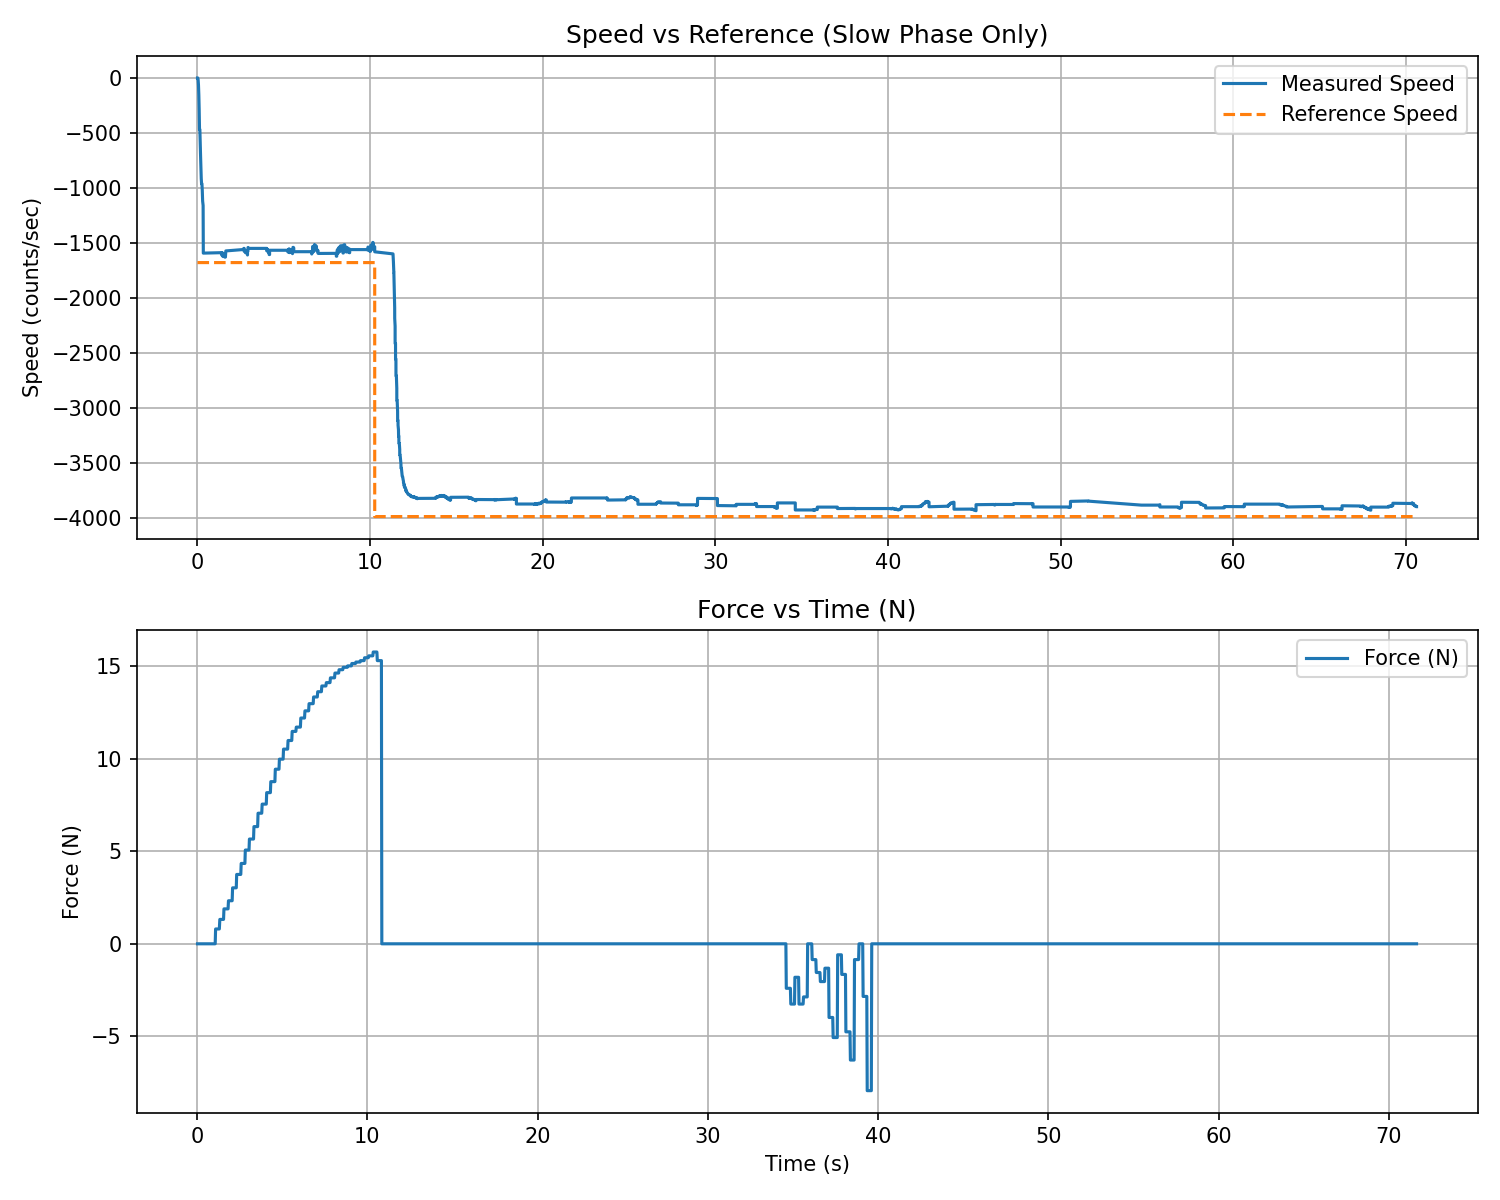 Speed vs Reference (Slow Phase Only)
Measured Speed
Reference Speed
Speed (counts/sec)
0
−500
−1000
−1500
−2000
−2500
−3000
−3500
−4000
0 10 20 30 40 50 60 70
Force vs Time (N)
Force (N)
Force (N)
15
10
5
0
−5
0 10 20 30 40 50 60 70
Time (s)